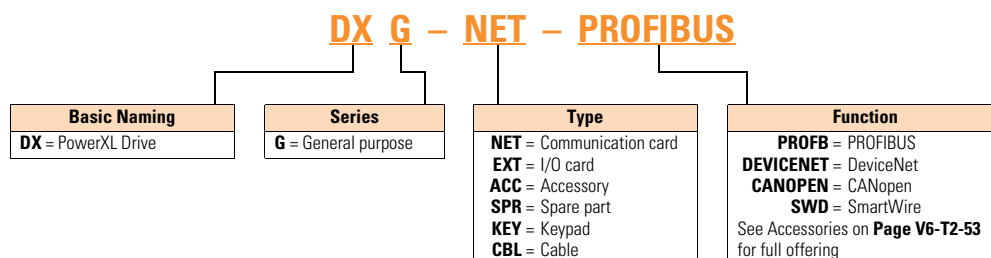 DX G – NET – PROFIBUS
Basic Naming
DX = PowerXL Drive
Series
G = General purpose
Type
NET = Communication card
EXT = I/O card
ACC = Accessory
SPR = Spare part
KEY = Keypad
CBL = Cable
Function
PROFB = PROFIBUS
DEVICENET = DeviceNet
CANOPEN = CANopen
SWD = SmartWire
See Accessories on Page V6-T2-53
for full offering